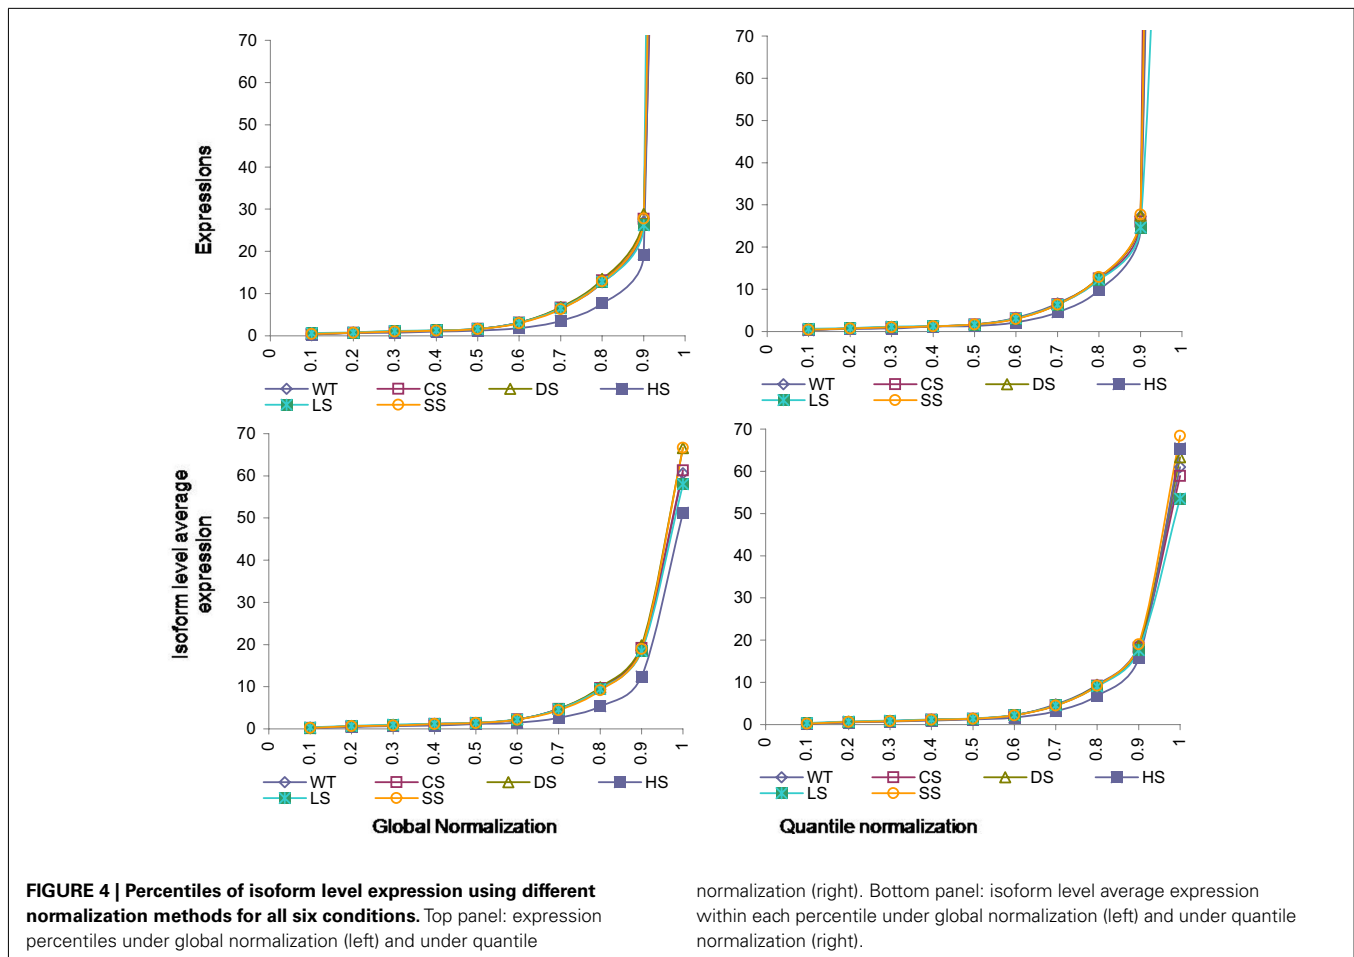 70
60
50
40
30
20
10
0
Expressions
0 0.1 0.2 0.3 0.4 0.5 0.6 0.7 0.8 0.9 1
WT CS DS HS
LS SS
70
60
50
40
30
20
10
0
0 0.1 0.2 0.3 0.4 0.5 0.6 0.7 0.8 0.9 1
WT CS DS HS
LS SS
70
60
50
40
30
20
10
0
Isoform level average
expression
0 0.1 0.2 0.3 0.4 0.5 0.6 0.7 0.8 0.9 1
WT CS DS HS
LS SS
Global Normalization
70
60
50
40
30
20
10
0
0 0.1 0.2 0.3 0.4 0.5 0.6 0.7 0.8 0.9 1
WT CS DS HS
LS SS
Quantile normalization
FIGURE 4 | Percentiles of isoform level expression using different
normalization methods for all six conditions. Top panel: expression
percentiles under global normalization (left) and under quantile
normalization (right). Bottom panel: isoform level average expression
within each percentile under global normalization (left) and under quantile
normalization (right).